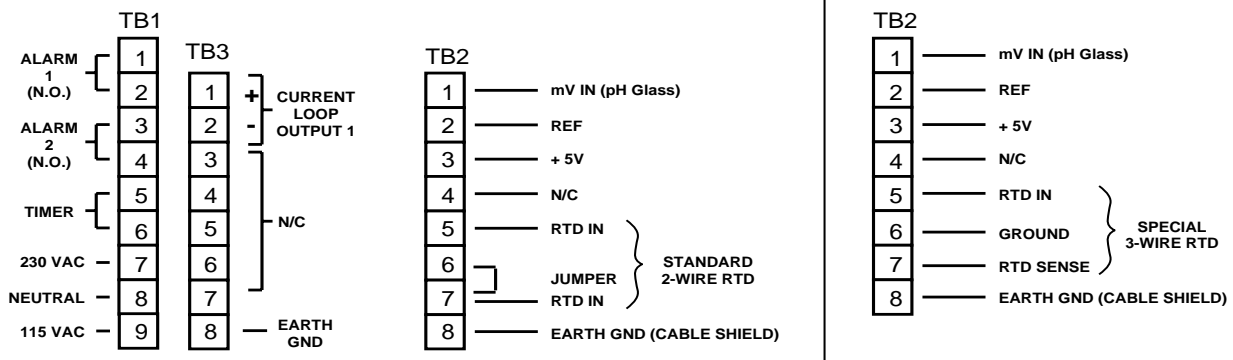 TB1
ALARM
1
(N.O.)
ALARM
2
(N.O.)
TIMER
230 VAC
NEUTRAL
115 VAC
1
2
3
4
5
6
7
8
9
TB3
1
2
3
4
5
6
7
8
+
-
CURRENT
LOOP
OUTPUT 1
N/C
EARTH
GND
TB2
1 mV IN (pH Glass)
2 REF
3 + 5V
4 N/C
5 RTD IN
6
JUMPER
7 RTD IN
8 EARTH GND (CABLE SHIELD)
STANDARD
2-WIRE RTD
TB2
1 mV IN (pH Glass)
2 REF
3 + 5V
4 N/C
5 RTD IN
6 GROUND
7 RTD SENSE
8 EARTH GND (CABLE SHIELD)
SPECIAL
3-WIRE RTD